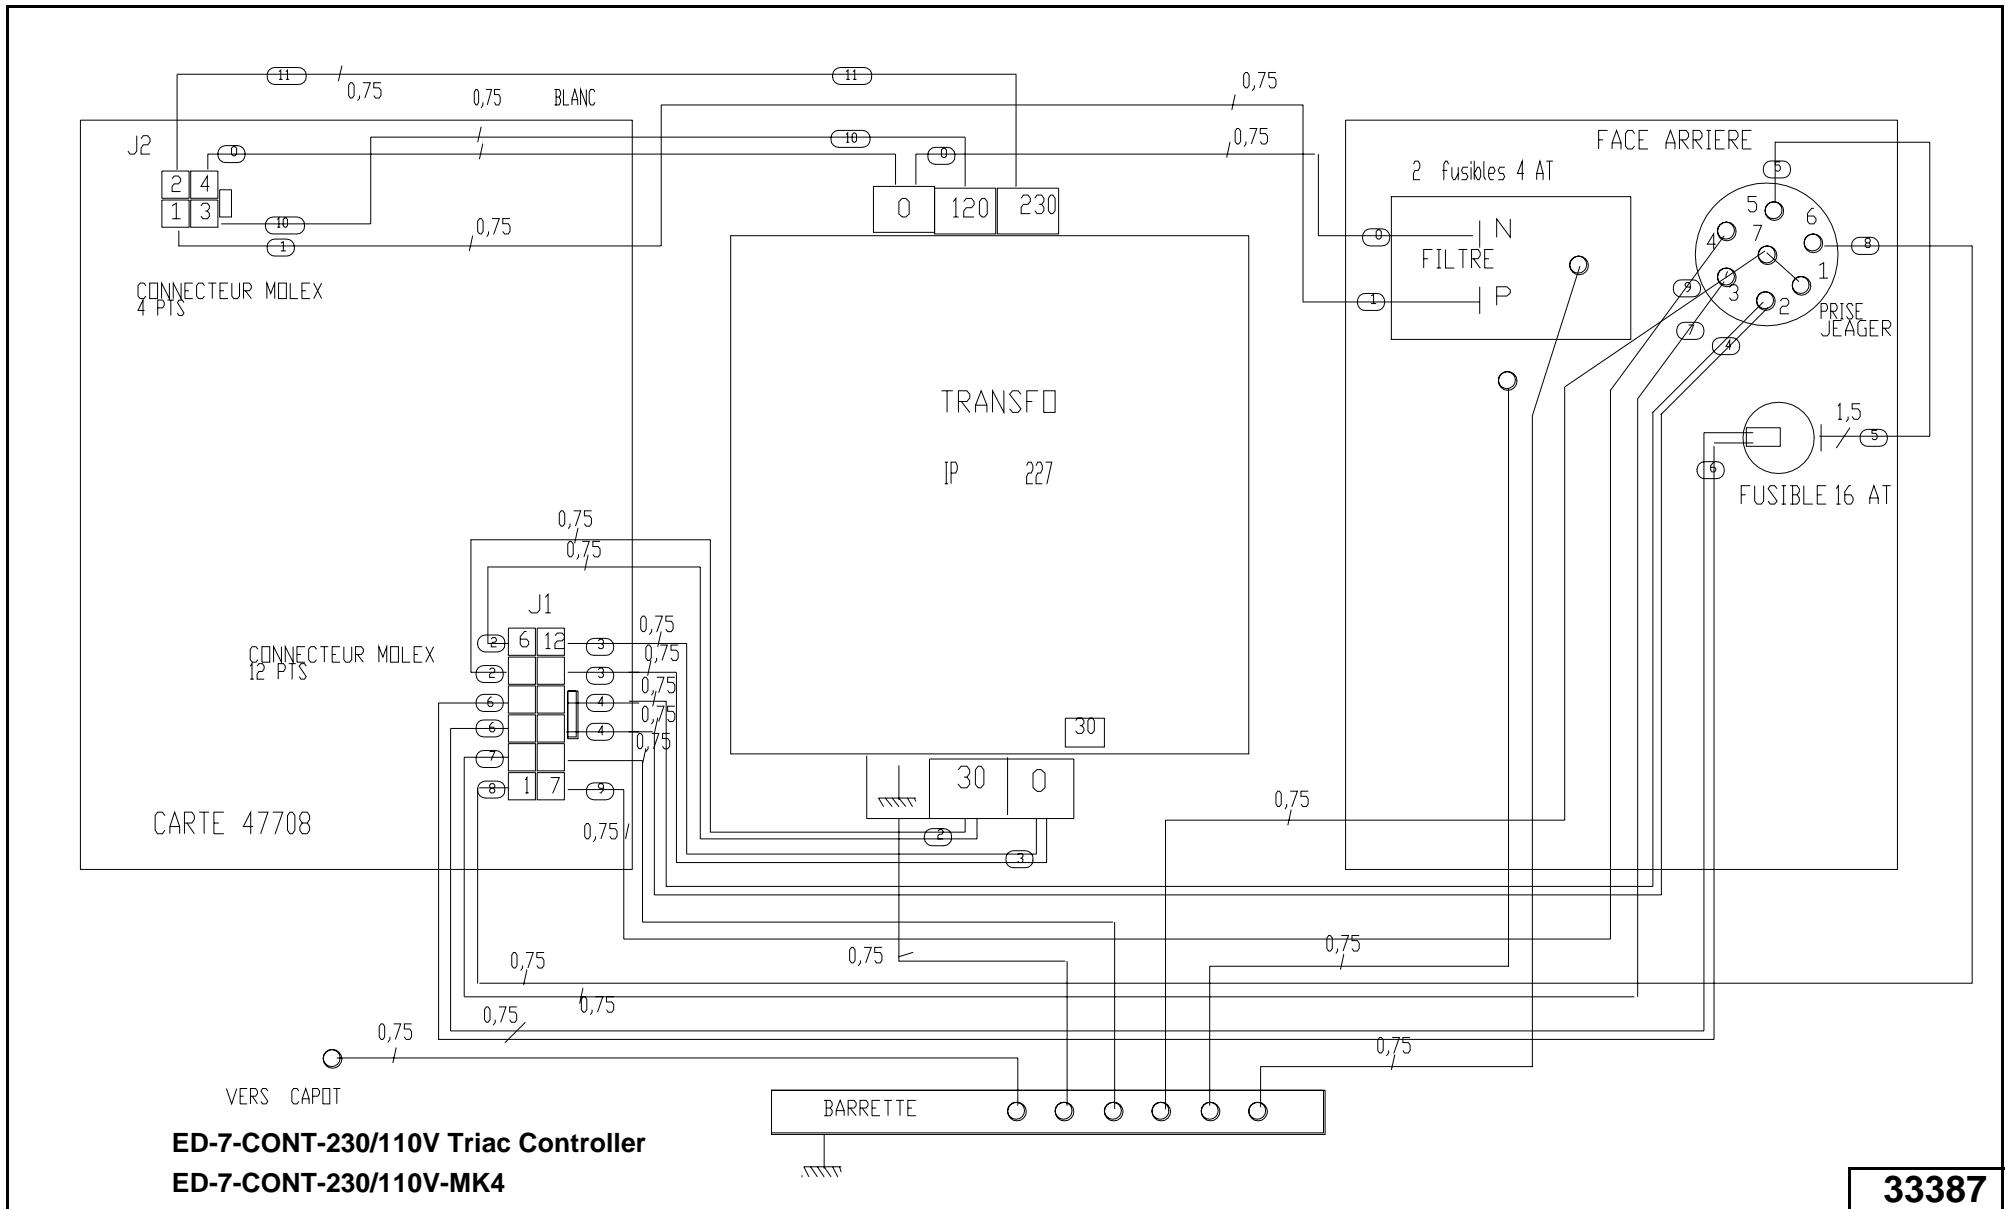 11
11
0,75
0,75
BLANC
0,75
J2
0
10
0
0,75
FACE ARRIERE
2 fusibles 4 AT
5
2 4
1 3
10
1
0,75
0 120 230
N
0
FILTRE
1
P
5
6
4
7
8
1
9
3
2
7
4
PRISE
JEAGER
CONNECTEUR MOLEX
4 PTS
TRANSFO
IP 227
1,5
5
6
FUSIBLE 16 AT
0,75
0,75
J1
0,75
2 6 12 3
0,75
CONNECTEUR MOLEX
12 PTS
2 3
0,75
6 4
0,75
6 4
0,75
7
8 1 7 9
30
30 0
CARTE 47708
0,75
2
3
0,75
0,75
0,75
0,75
0,75
0,75
0,75
0,75
VERS CAPOT
BARRETTE
ED-7-CONT-230/110V Triac Controller
ED-7-CONT-230/110V-MK4
33387